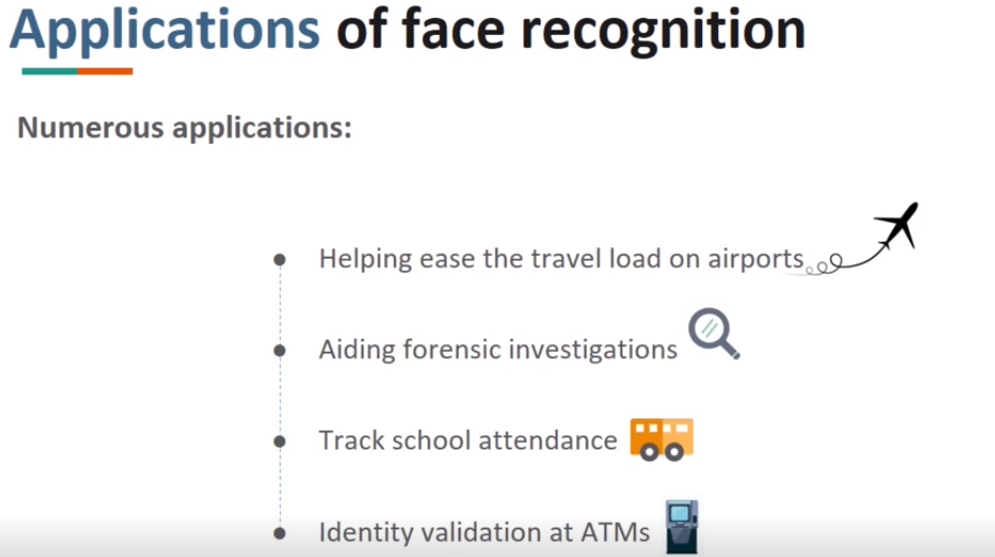 Applications of face recognition
Numerous applications:
Helping ease the travel load on airports
Aiding forensic investigations
Track school attendance
Identity validation at ATMs